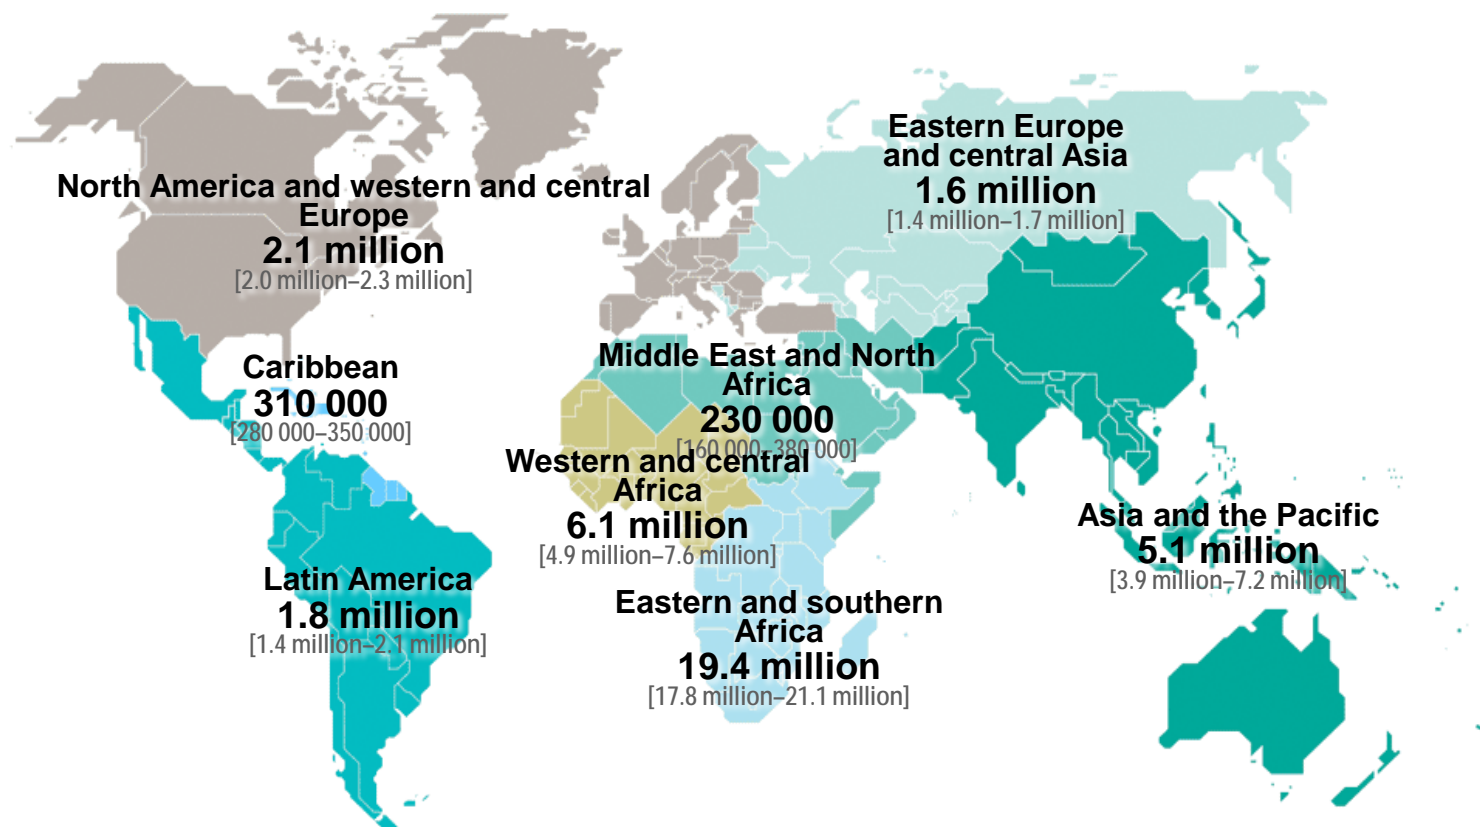 North America and western and central
Europe
2.1 million
[2.0 million–2.3 million]
Eastern Europe
and central Asia
1.6 million
[1.4 million–1.7 million]
Caribbean
310 000
[280 000–350 000]
Middle East and North
Africa
230 000
[160 000–380 000]
Western and central
Africa
6.1 million
[4.9 million–7.6 million]
Asia and the Pacific
5.1 million
[3.9 million–7.2 million]
Latin America
1.8 million
[1.4 million–2.1 million]
Eastern and southern
Africa
19.4 million
[17.8 million–21.1 million]